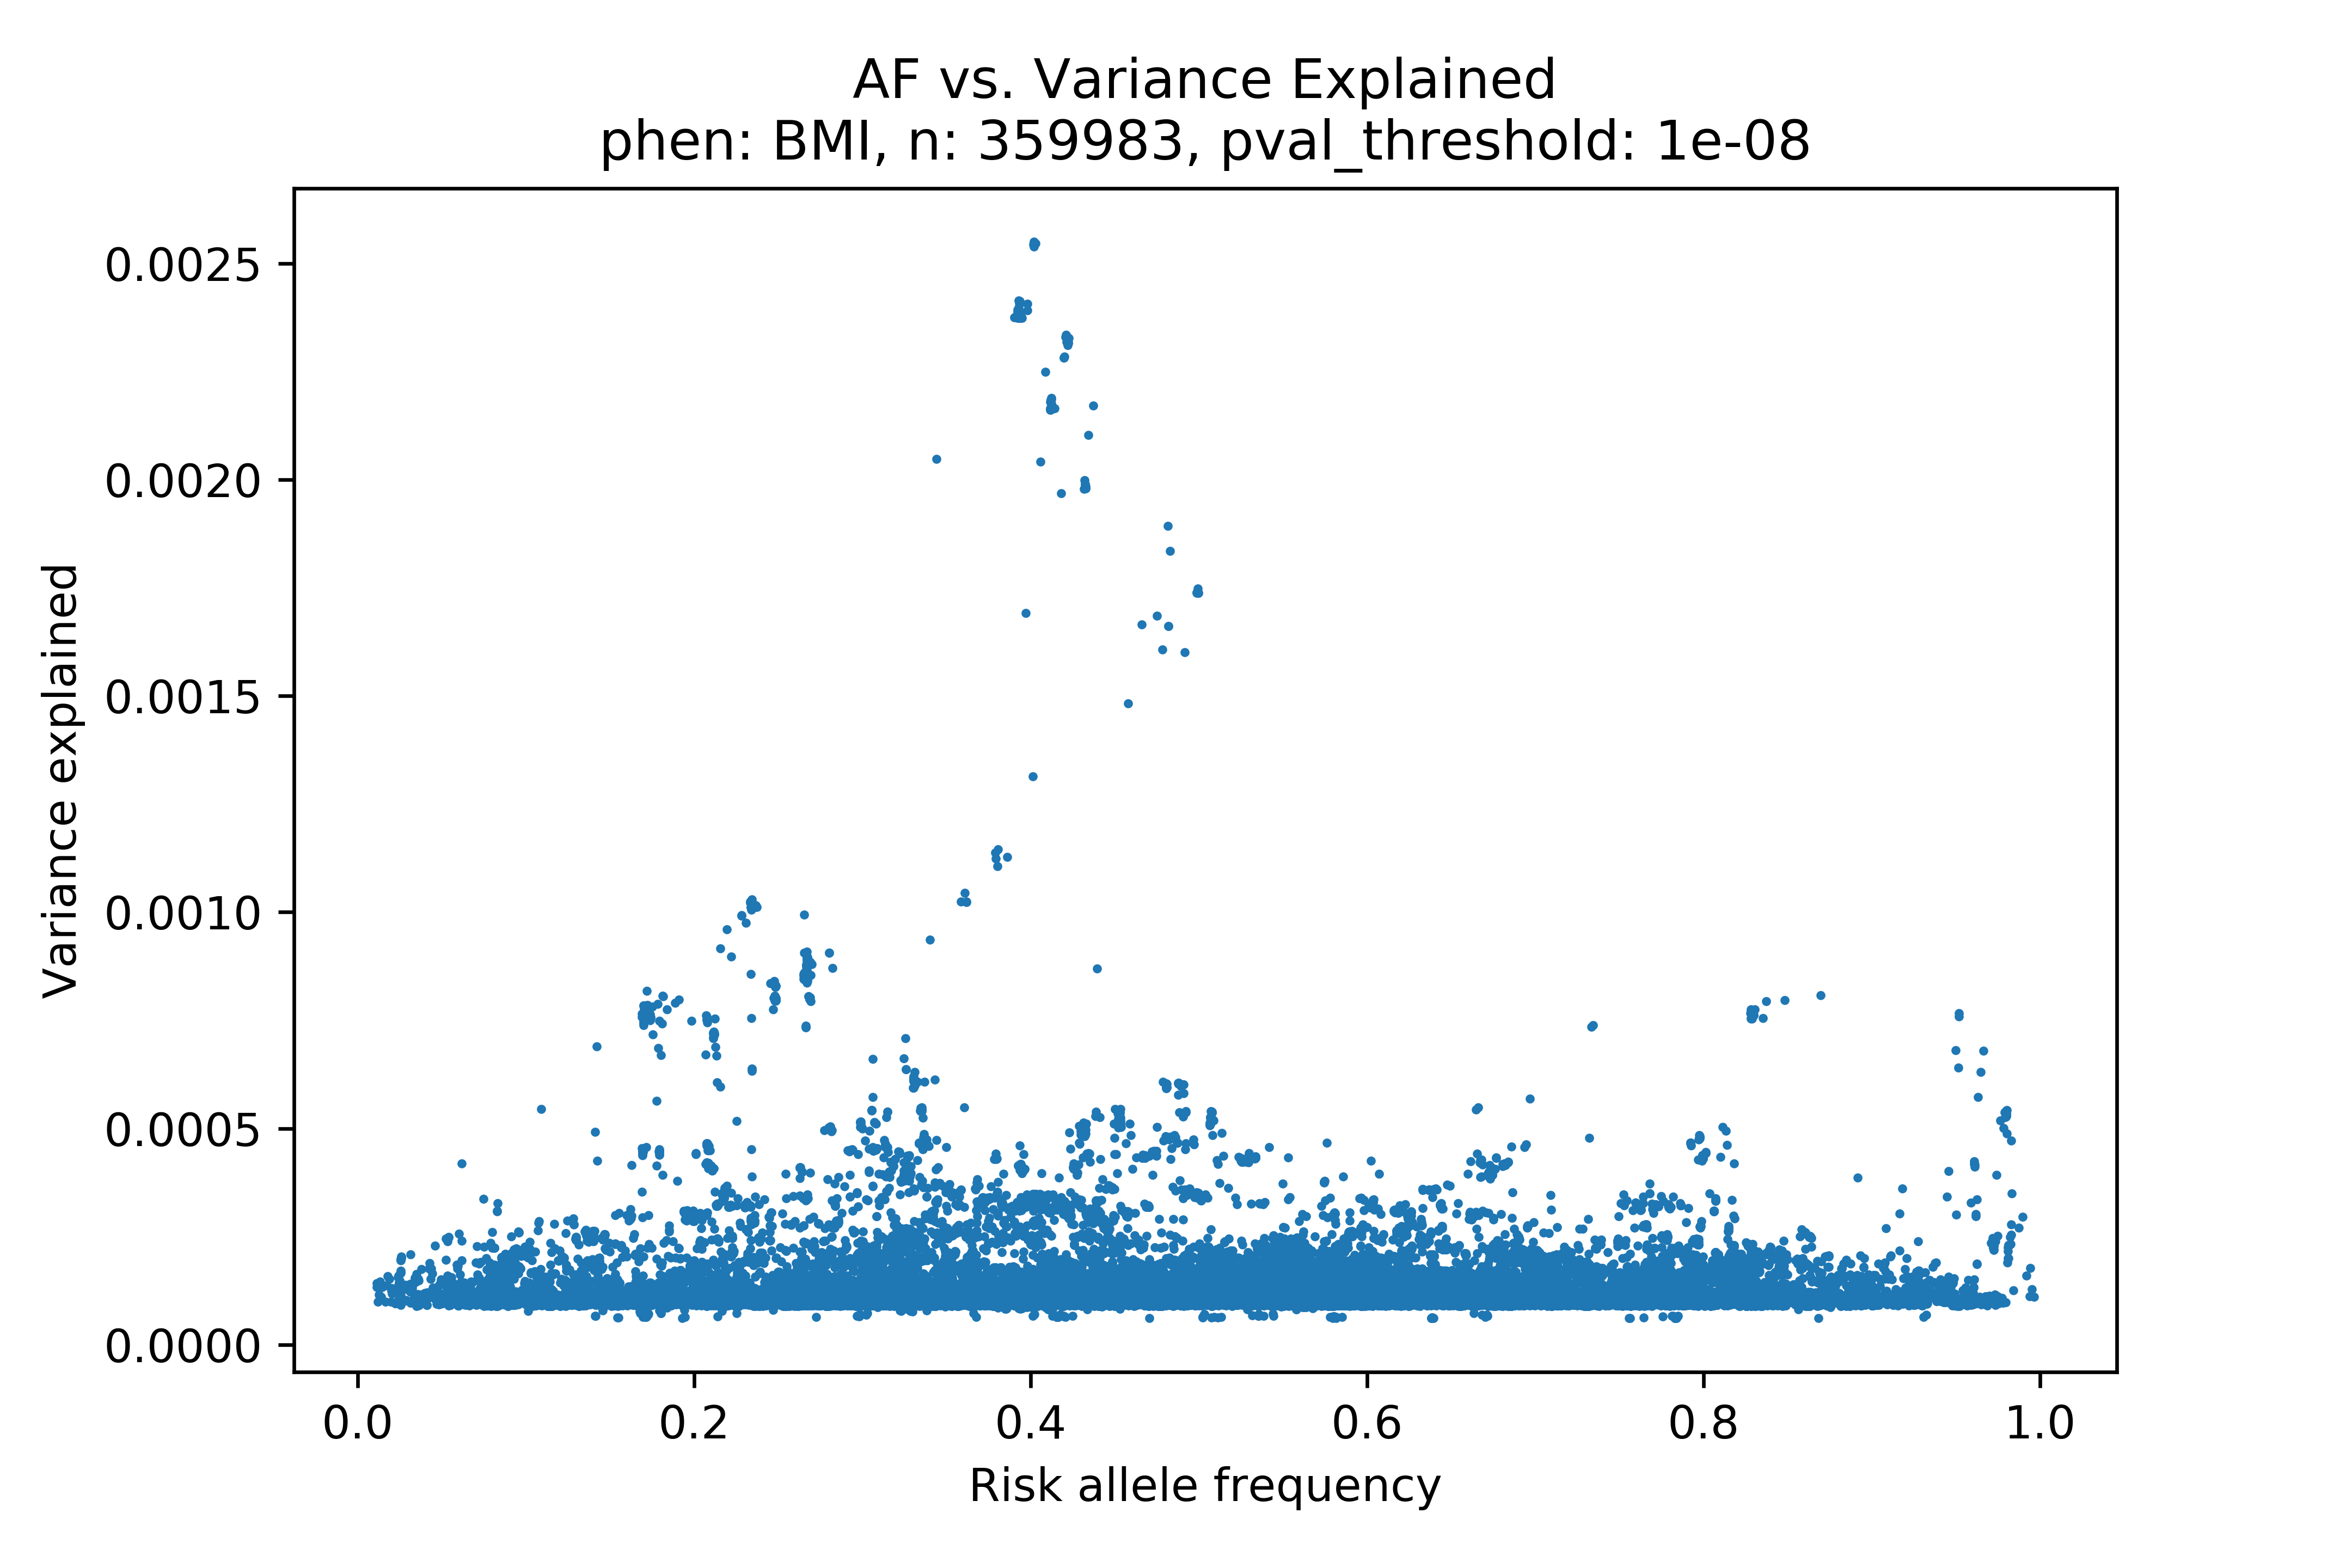 AF vs. Variance Explained
phen: BMI, n: 359983, pval_threshold: 1e-08
0.0025
0.0020
0.0015
0.0010
0.0005
0.0000
Variance explained
0.0 0.2 0.4 0.6 0.8 1.0
Risk allele frequency